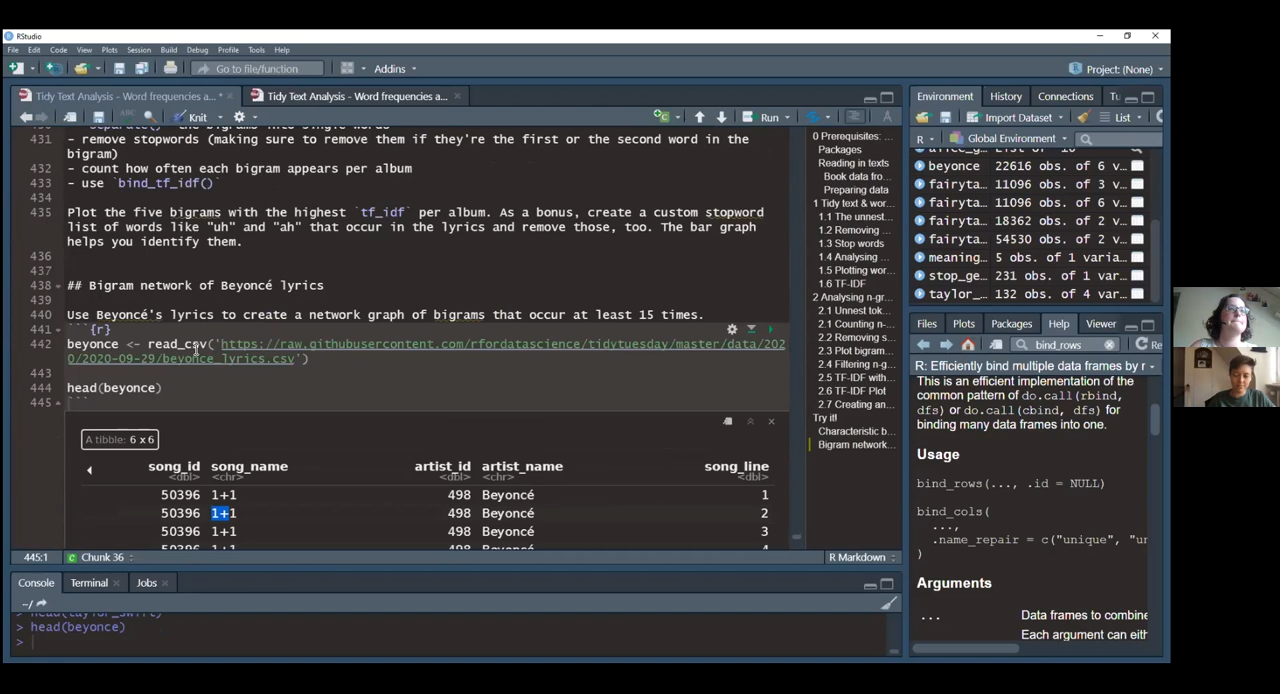 RStudio
File Edit Code View Plots Session Build Debug Profile Tools Help
Go to file/function
Addins
Project: (None)
Tidy Text Analysis - Word frequencies a...*
Tidy Text Analysis - Word frequencies a...
Knit
Run
431 - remove stopwords (making sure to remove them if they're the first or the second word in the
bigram)
432 - count how often each bigram appears per album
433 - use `bind_tf_idf()`
434
435 Plot the five bigrams with the highest `tf_idf` per album. As a bonus, create a custom stopword
list of words like "uh" and "ah" that occur in the lyrics and remove those, too. The bar graph
helps you identify them.
436
437
438 ## Bigram network of Beyoncé lyrics
439
440 Use Beyoncé's lyrics to create a network graph of bigrams that occur at least 15 times.
441 ```{r}
442 beyonce <- read_csv('https://raw.githubusercontent.com/rfordatascience/tidytuesday/master/data/202
0/2020-09-29/beyonce_lyrics.csv')
443
444 head(beyonce)
445 ```
A tibble: 6 x 6
song_id song_name artist_id artist_name song_line
<dbl> <chr> <dbl> <chr> <dbl>
50396 1+1 498 Beyoncé 1
50396 1+1 498 Beyoncé 2
50396 1+1 498 Beyoncé 3
445:1 Chunk 36 R Markdown
0 Prerequisites:...
Packages
Reading in texts
Book data fro...
Preparing data
1 Tidy text & wor...
1.1 The unnest...
1.2 Removing ...
1.3 Stop words
1.4 Analysing ...
1.5 Plotting wor...
1.6 TF-IDF
2 Analysing n-gra...
2.1 Unnest tok...
2.1 Counting n...
2.2 Removing s...
2.3 Plot bigram...
2.4 Filtering n-g...
2.5 TF-IDF with...
2.6 TF-IDF Plot
2.7 Creating an...
Try it!
Characteristic b...
Bigram network...
Console Terminal Jobs
~/
> head(taylor_swift)
> head(beyonce)
>
Environment History Connections Tu
Import Dataset List
R Global Environment
beyonce 22616 obs. of 6 v...
fairyta... 11096 obs. of 3 v...
fairyta... 11096 obs. of 6 v...
fairyta... 18362 obs. of 2 v...
fairyta... 54530 obs. of 2 v...
meaning... 5 obs. of 1 varia...
stop_ge... 231 obs. of 1 var...
taylor_... 132 obs. of 4 var...
Files Plots Packages Help Viewer
bind_rows
Re
R: Efficiently bind multiple data frames by r
This is an efficient implementation of the
common pattern of do.call(rbind,
dfs) or do.call(cbind, dfs) for
binding many data frames into one.
Usage
bind_rows(..., .id = NULL)
bind_cols(
...,
.name_repair = c("unique", "un
)
Arguments
... Data frames to combine
Each argument can eith